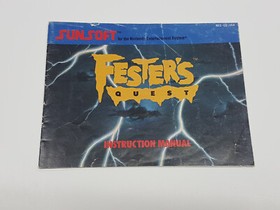 SUNSOFT
for the Nintendo Entertainment System
FESTER'S
QUEST
INSTRUCTION MANUAL